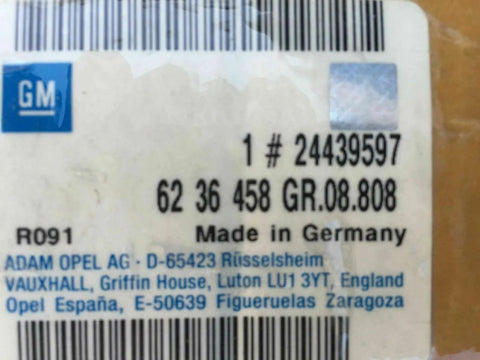 GM
1 # 24439597
62 36 458 GR.08.808
R091 Made in Germany
ADAM OPEL AG · D-65423 Rüsselsheim
VAUXHALL, Griffin House, Luton LU1 3YT, England
Opel España, E-50639 Figueruelas Zaragoza